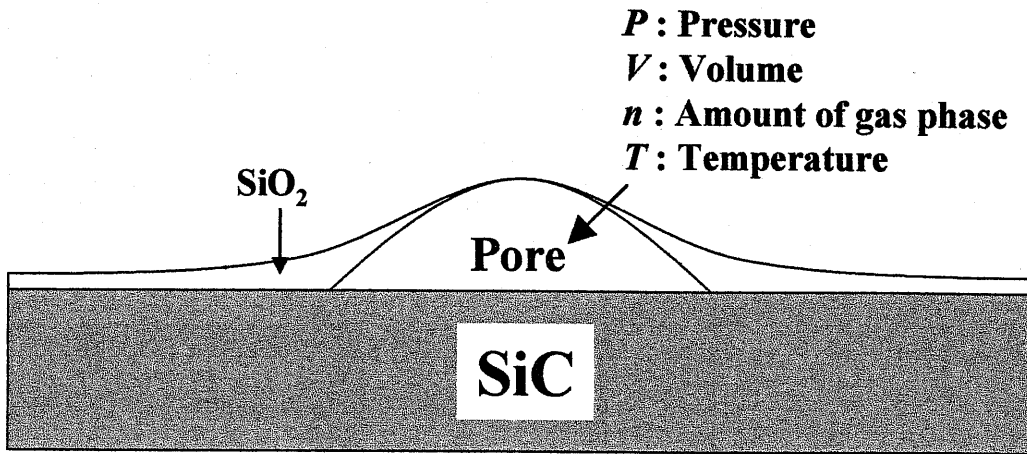 P : Pressure
V : Volume
n : Amount of gas phase
T : Temperature
SiO₂
Pore
SiC